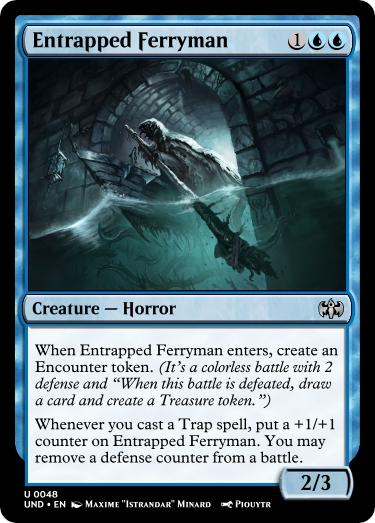 Entrapped Ferryman 1
Creature — Horror
When Entrapped Ferryman enters, create an
Encounter token. (It's a colorless battle with 2
defense and “When this battle is defeated, draw
a card and create a Treasure token.”)
Whenever you cast a Trap spell, put a +1/+1
counter on Entrapped Ferryman. You may
remove a defense counter from a battle.
2/3
U 0048
UND • EN Maxime "Istrandar" Minard Piouytr